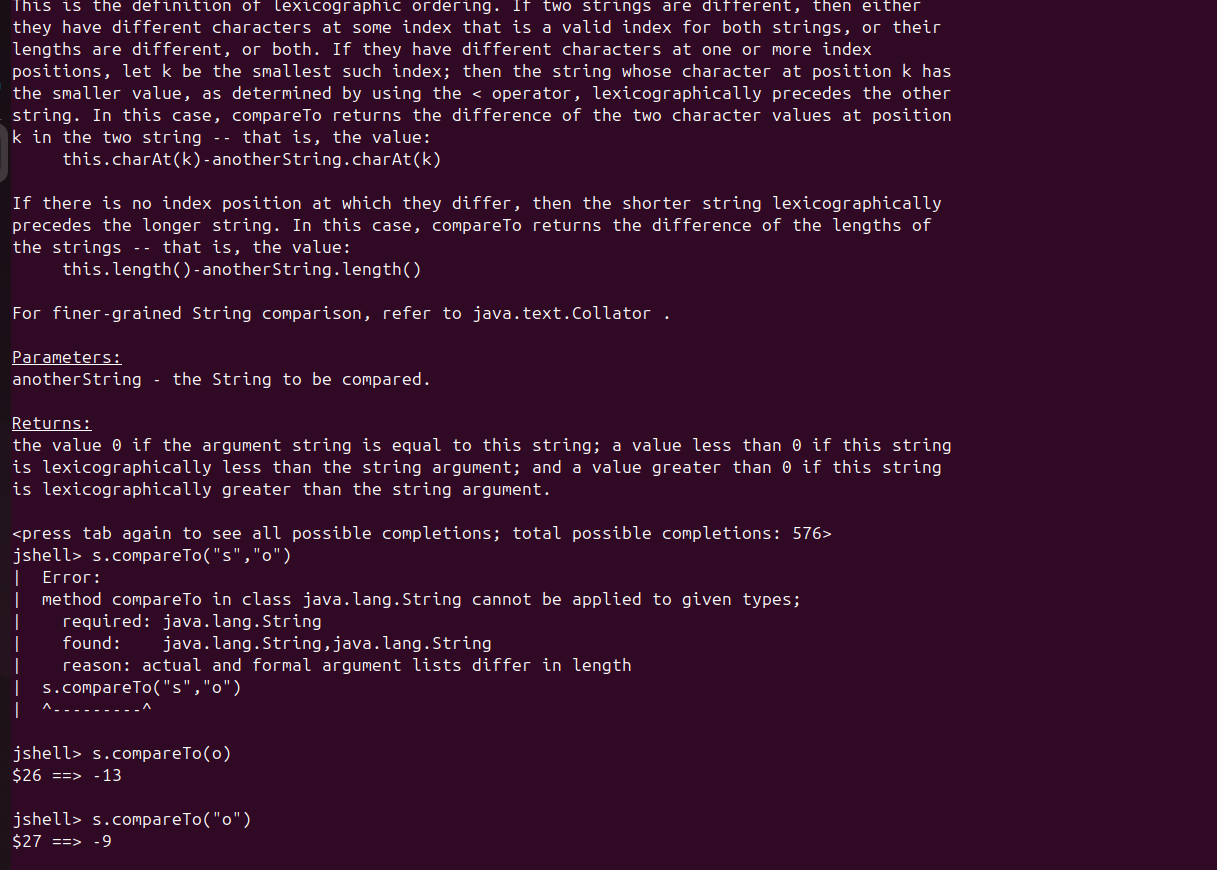 This is the definition of lexicographic ordering. If two strings are different, then either
they have different characters at some index that is a valid index for both strings, or their
lengths are different, or both. If they have different characters at one or more index
positions, let k be the smallest such index; then the string whose character at position k has
the smaller value, as determined by using the < operator, lexicographically precedes the other
string. In this case, compareTo returns the difference of the two character values at position
k in the two string -- that is, the value:
     this.charAt(k)-anotherString.charAt(k)

If there is no index position at which they differ, then the shorter string lexicographically
precedes the longer string. In this case, compareTo returns the difference of the lengths of
the strings -- that is, the value:
     this.length()-anotherString.length()

For finer-grained String comparison, refer to java.text.Collator .

Parameters:
anotherString - the String to be compared.

Returns:
the value 0 if the argument string is equal to this string; a value less than 0 if this string
is lexicographically less than the string argument; and a value greater than 0 if this string
is lexicographically greater than the string argument.

<press tab again to see all possible completions; total possible completions: 576>
jshell> s.compareTo("s","o")
|  Error:
|  method compareTo in class java.lang.String cannot be applied to given types;
|    required: java.lang.String
|    found:    java.lang.String,java.lang.String
|    reason: actual and formal argument lists differ in length
|  s.compareTo("s","o")
|  ^---------^

jshell> s.compareTo(o)
$26 ==> -13

jshell> s.compareTo("o")
$27 ==> -9